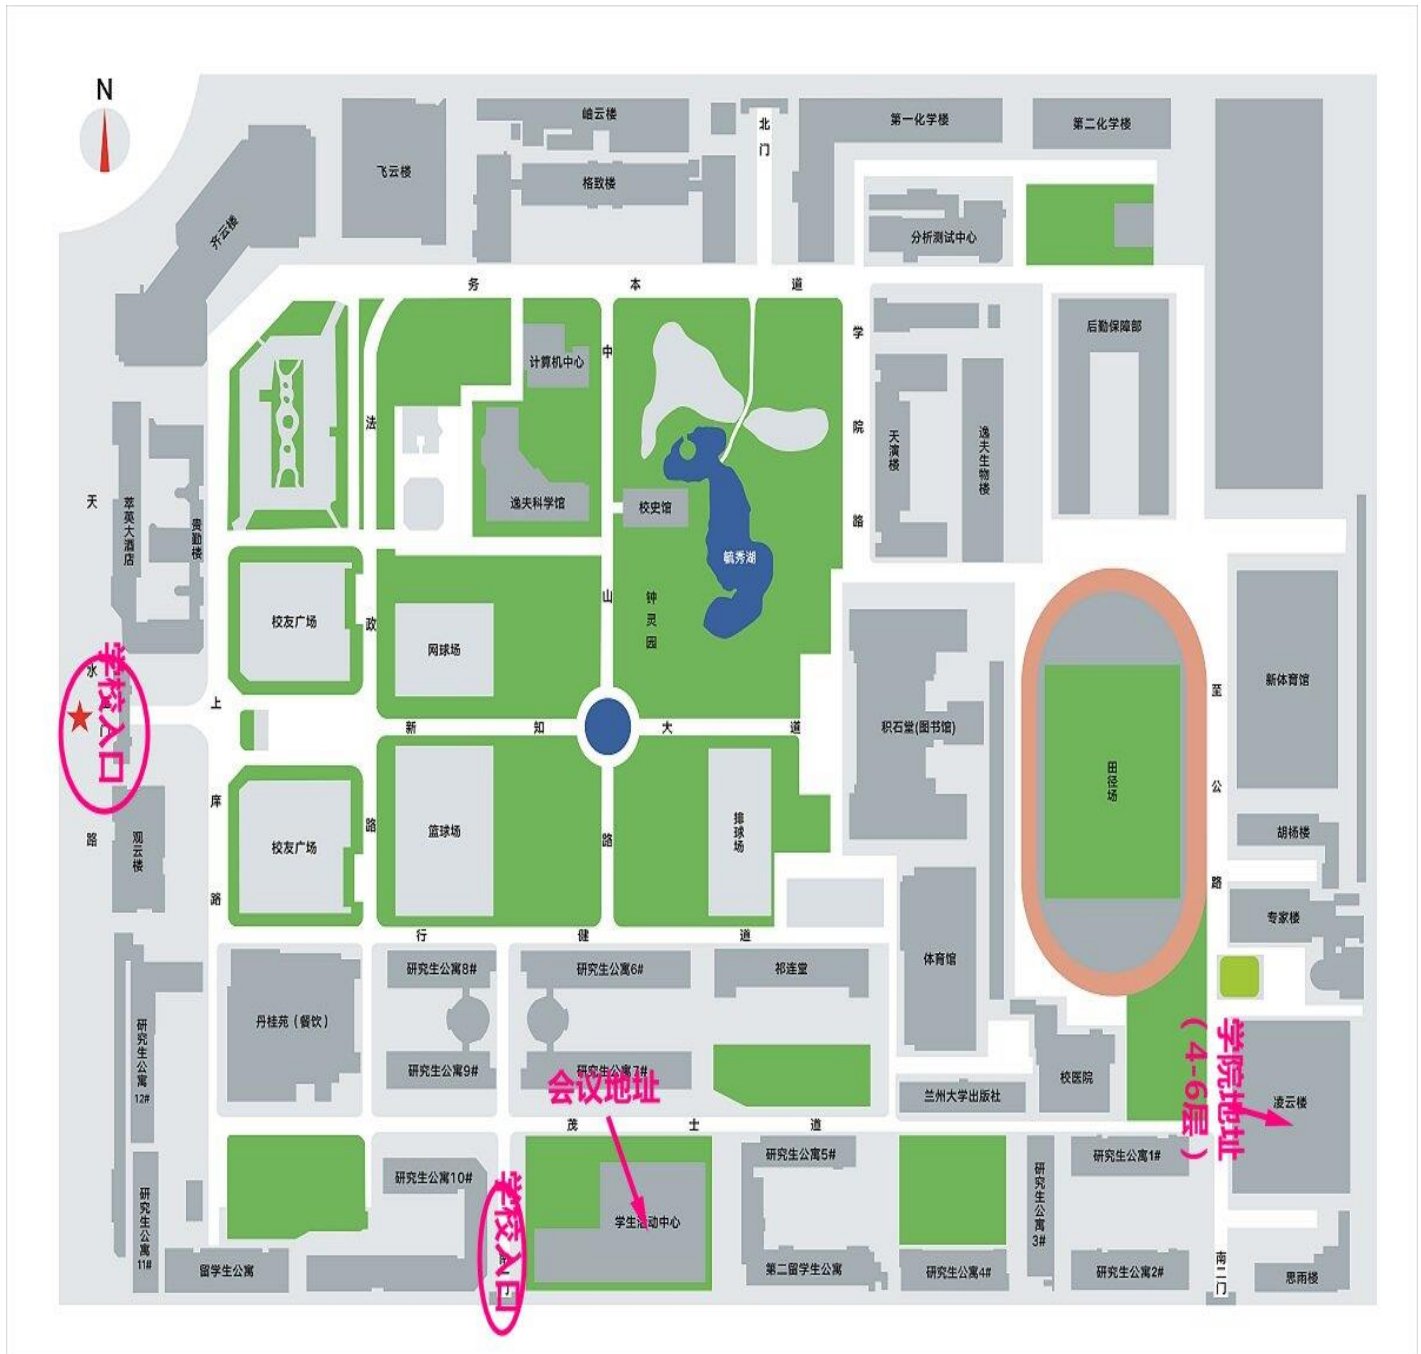 N
岫云楼
北门
第一化学楼
第二化学楼
飞云楼
格致楼
齐云楼
分析测试中心
务本道
学院路
后勤保障部
中山路
计算机中心
法政路
天演楼
逸夫生物楼
天水路
萃英大酒店
贵勤楼
逸夫科学馆
校史馆
毓秀湖
钟灵园
校友广场
网球场
新体育馆
至公路
学校入口
上庠路
新知大道
积石堂(图书馆)
田径场
篮球场
排球场
观云楼
校友广场
胡杨楼
专家楼
行健道
研究生公寓8#
研究生公寓6#
祁连堂
体育馆
丹桂苑（餐饮）
研究生公寓12#
研究生公寓9#
研究生公寓7#
会议地址
校医院
兰州大学出版社
学院地址
（4-6层）
凌云楼
茂士道
研究生公寓5#
研究生公寓1#
研究生公寓10#
学校入口
学生活动中心
研究生公寓3#
研究生公寓11#
留学生公寓
第二留学生公寓
研究生公寓4#
研究生公寓2#
南二门
思雨楼